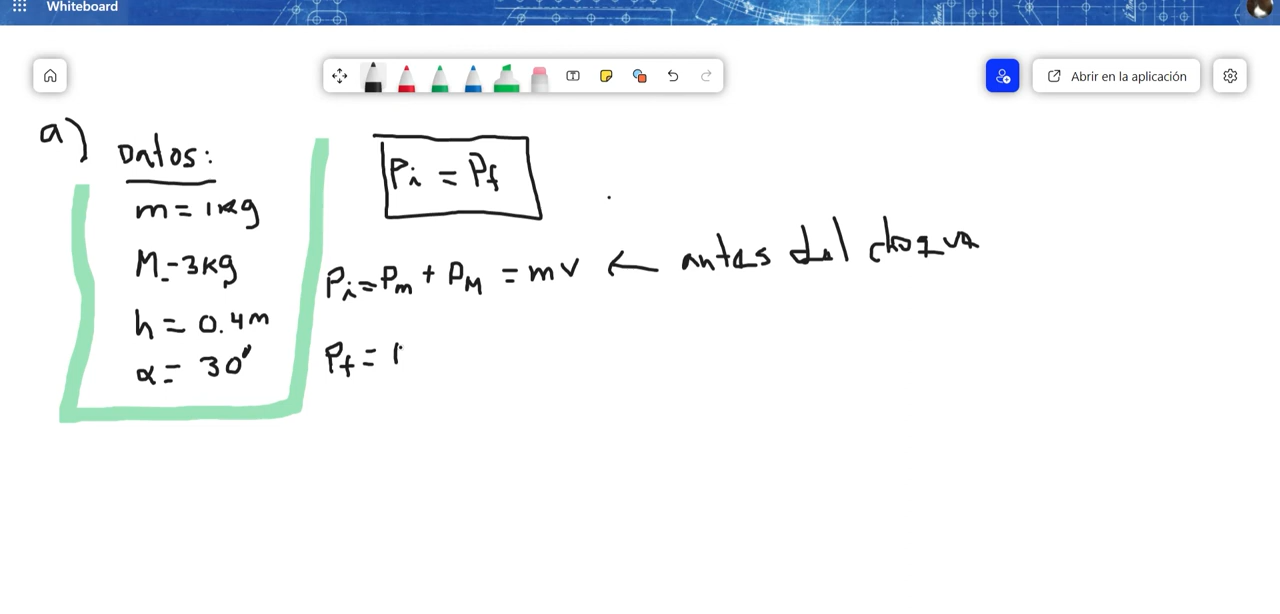 Whiteboard
Abrir en la aplicación
a)
Datos:
m = 1kg
M = 3kg
h = 0.4m
α = 30°
Pi = Pf
Pi = Pm + PM = mv ← antes del choque
Pf =